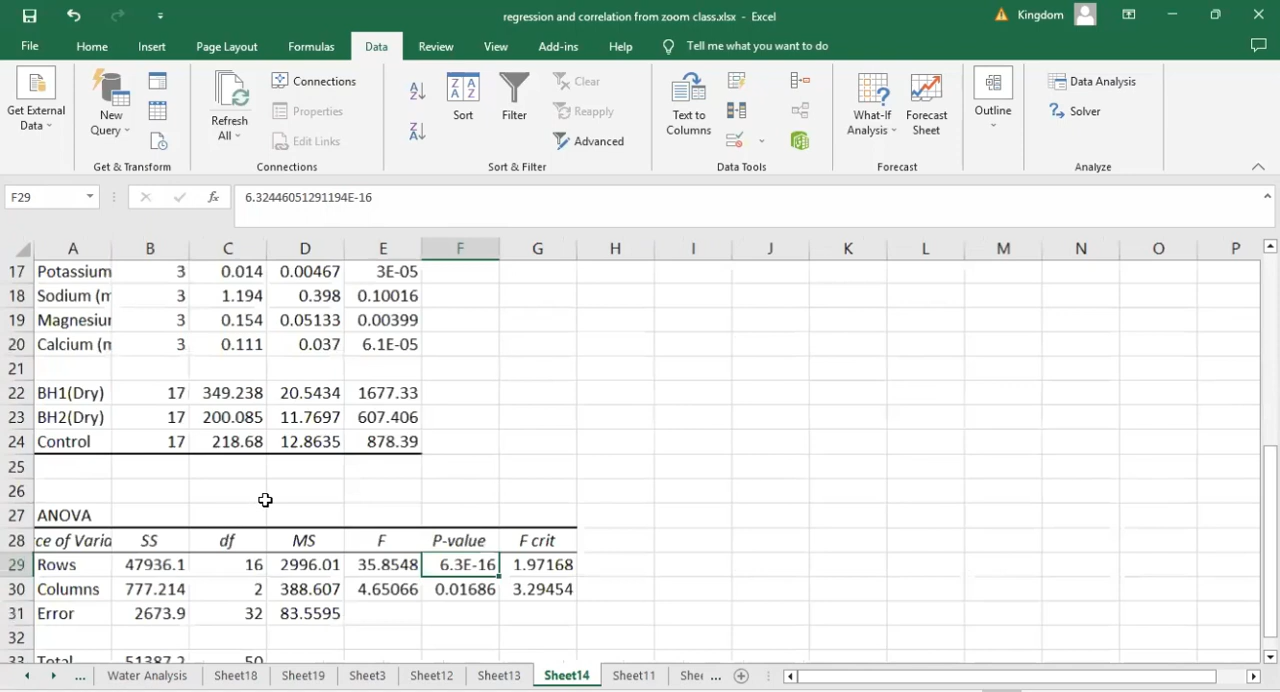 regression and correlation from zoom class.xlsx - Excel
Kingdom
File Home Insert Page Layout Formulas Data Review View Add-ins Help Tell me what you want to do
Get External Data
New Query
Get & Transform
Refresh All
Connections
Properties
Edit Links
Connections
Sort
Filter
Clear
Reapply
Advanced
Sort & Filter
Text to Columns
Data Tools
What-If Analysis
Forecast Sheet
Forecast
Outline
Data Analysis
Solver
Analyze
F29 fx 6.32446051291194E-16
A B C D E F G H I J K L M N O P
17 Potassium 3 0.014 0.00467 3E-05
18 Sodium (m 3 1.194 0.398 0.10016
19 Magnesiur 3 0.154 0.05133 0.00399
20 Calcium (m 3 0.111 0.037 6.1E-05
21
22 BH1(Dry) 17 349.238 20.5434 1677.33
23 BH2(Dry) 17 200.085 11.7697 607.406
24 Control 17 218.68 12.8635 878.39
25
26
27 ANOVA
28 ce of Varia SS df MS F P-value F crit
29 Rows 47936.1 16 2996.01 35.8548 6.3E-16 1.97168
30 Columns 777.214 2 388.607 4.65066 0.01686 3.29454
31 Error 2673.9 32 83.5595
32
33 Total 51387.2 50
... Water Analysis Sheet18 Sheet19 Sheet3 Sheet12 Sheet13 Sheet14 Sheet11 She ...